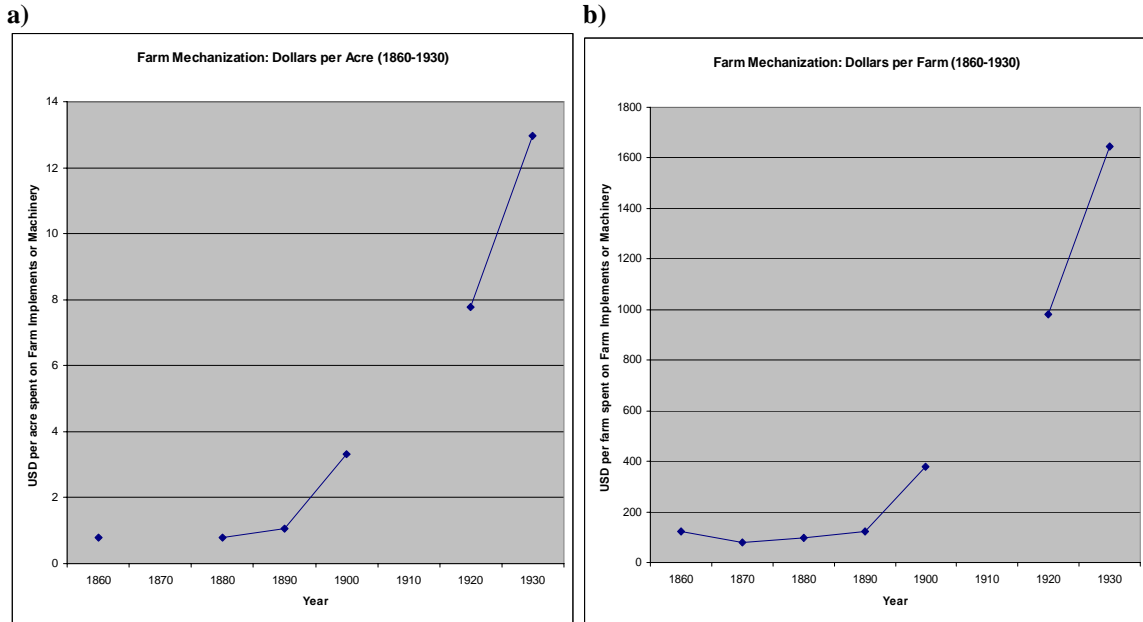 a)
Farm Mechanization: Dollars per Acre (1860-1930)
USD per acre spent on Farm Implements or Machinery
14
12
10
8
6
4
2
0
1860 1870 1880 1890 1900 1910 1920 1930
Year
b)
Farm Mechanization: Dollars per Farm (1860-1930)
USD per farm spent on Farm Implements or Machinery
1800
1600
1400
1200
1000
800
600
400
200
0
1860 1870 1880 1890 1900 1910 1920 1930
Year